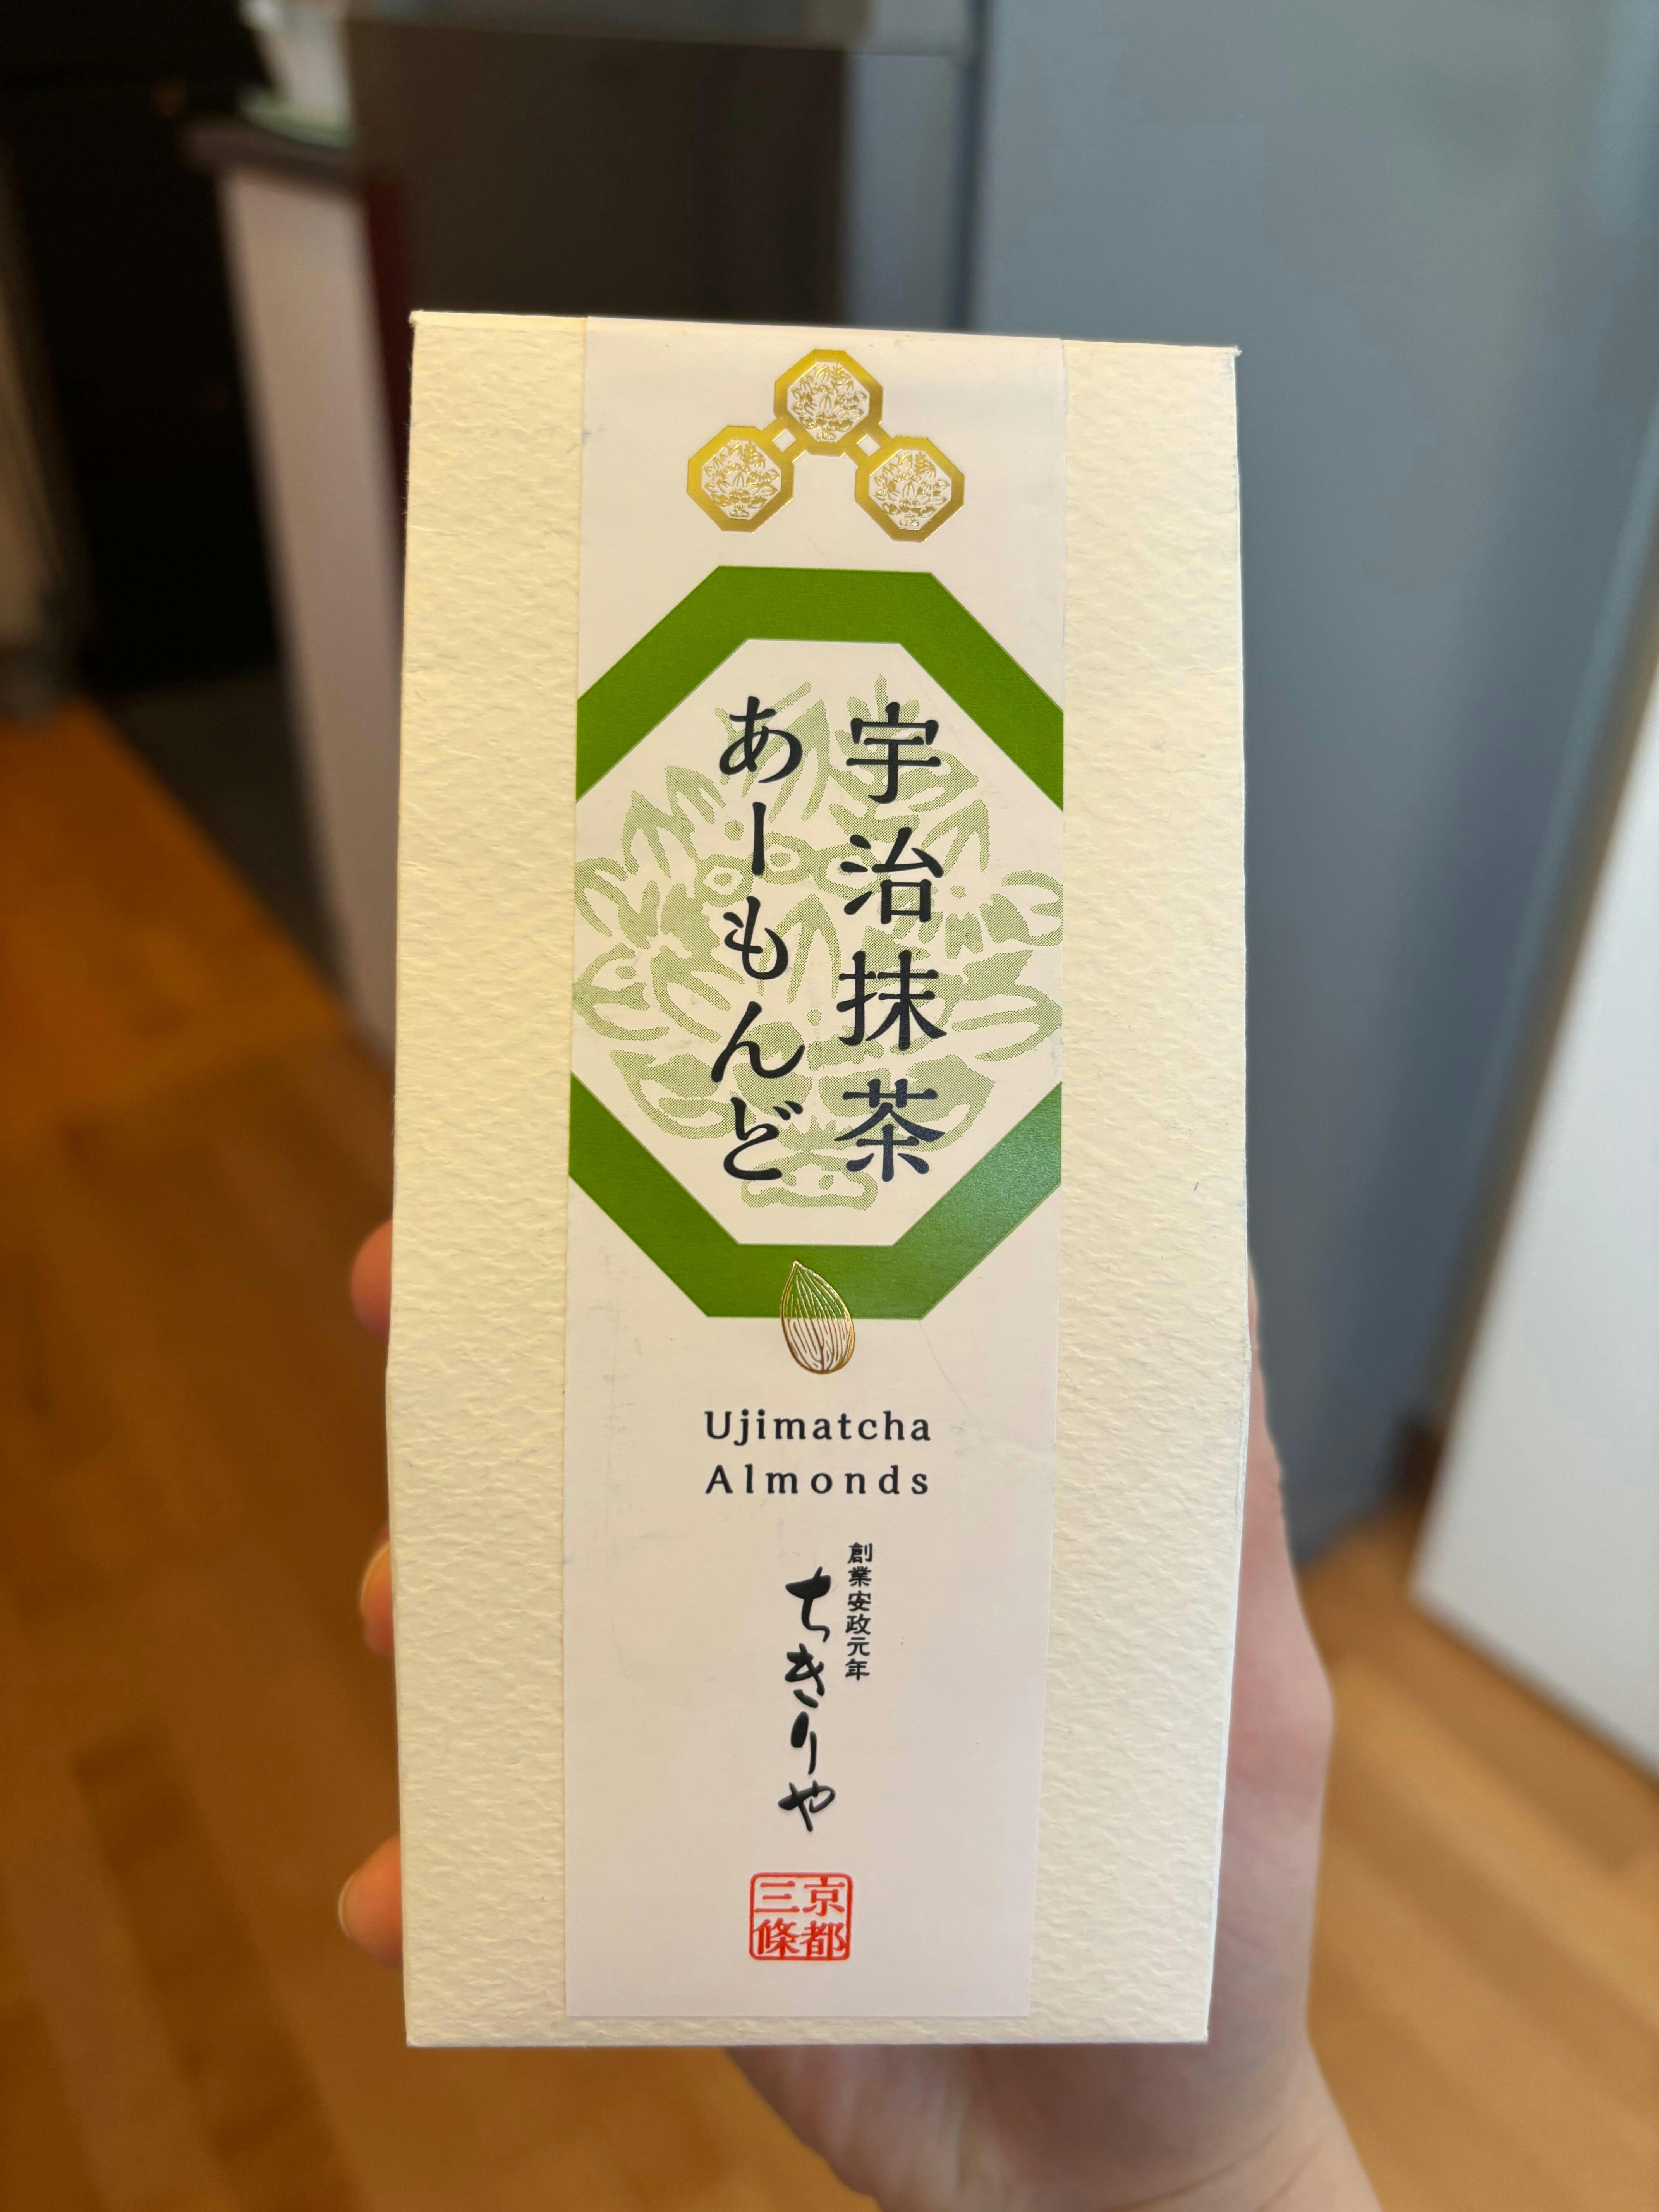 宇治抹茶
あーもんど
Ujimatcha
Almonds
創業安政元年
ちきりや
京都
三條